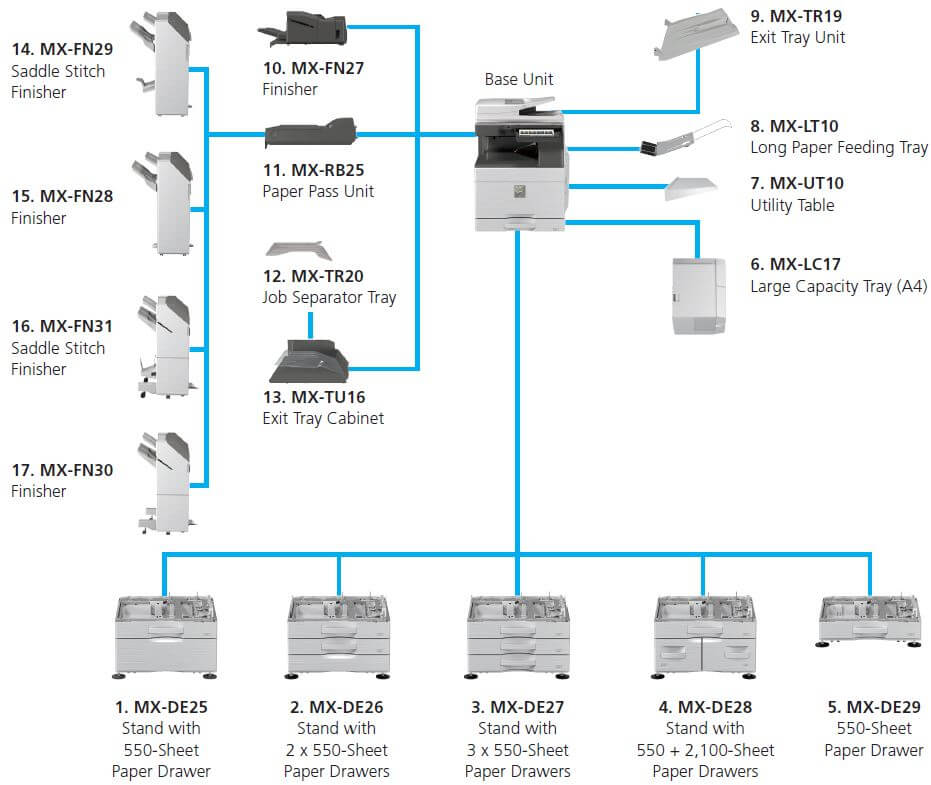 14. MX-FN29
Saddle Stitch
Finisher
15. MX-FN28
Finisher
16. MX-FN31
Saddle Stitch
Finisher
17. MX-FN30
Finisher
10. MX-FN27
Finisher
11. MX-RB25
Paper Pass Unit
12. MX-TR20
Job Separator Tray
13. MX-TU16
Exit Tray Cabinet
Base Unit
9. MX-TR19
Exit Tray Unit
8. MX-LT10
Long Paper Feeding Tray
7. MX-UT10
Utility Table
6. MX-LC17
Large Capacity Tray (A4)
1. MX-DE25
Stand with
550-Sheet
Paper Drawer
2. MX-DE26
Stand with
2 x 550-Sheet
Paper Drawers
3. MX-DE27
Stand with
3 x 550-Sheet
Paper Drawers
4. MX-DE28
Stand with
550 + 2,100-Sheet
Paper Drawers
5. MX-DE29
550-Sheet
Paper Drawer